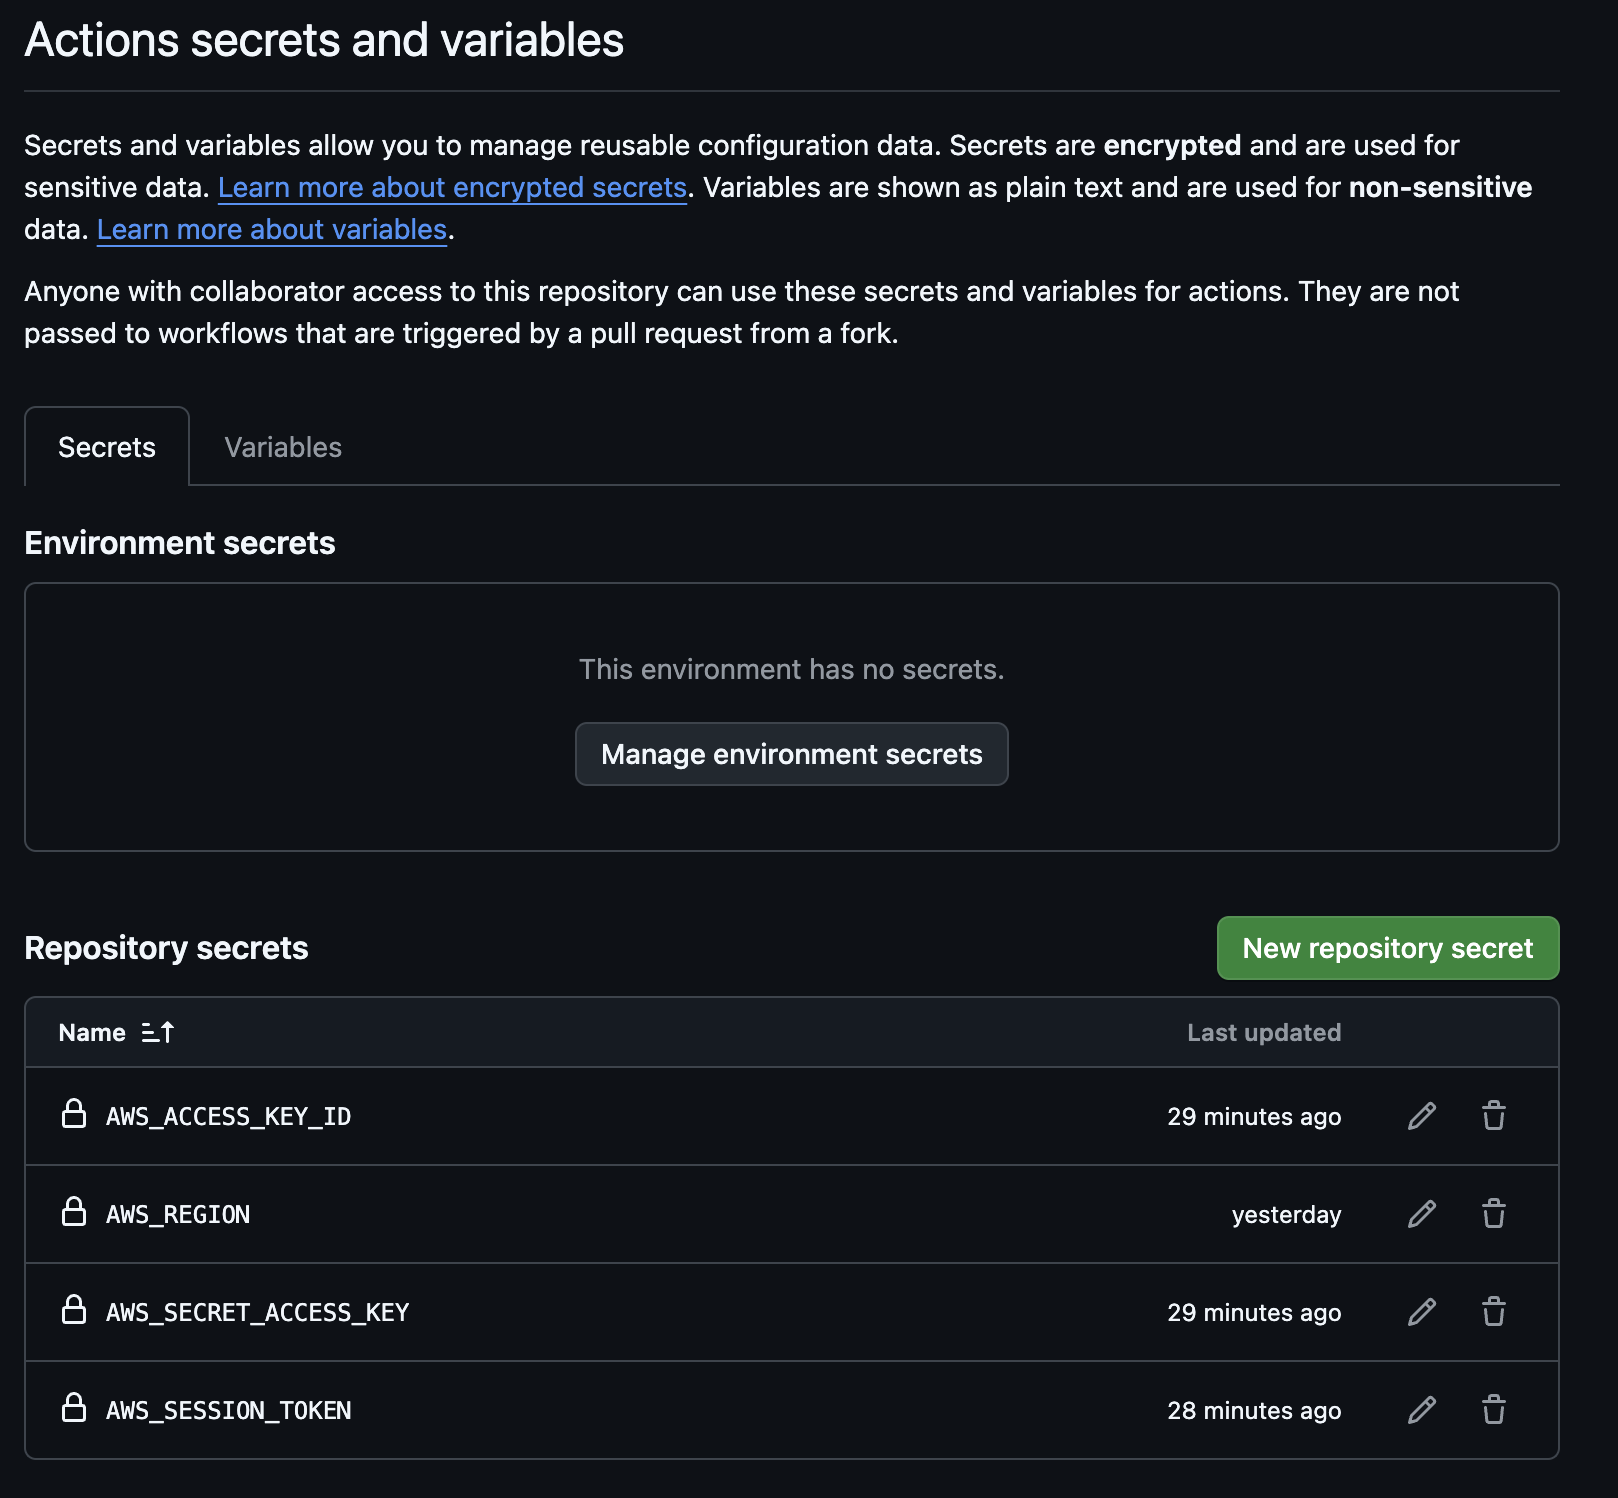 Actions secrets and variables
Secrets and variables allow you to manage reusable configuration data. Secrets are encrypted and are used for
sensitive data. Learn more about encrypted secrets. Variables are shown as plain text and are used for non-sensitive
data. Learn more about variables.
Anyone with collaborator access to this repository can use these secrets and variables for actions. They are not
passed to workflows that are triggered by a pull request from a fork.
Secrets Variables
Environment secrets
This environment has no secrets.
Manage environment secrets
Repository secrets New repository secret
Name Last updated
AWS_ACCESS_KEY_ID 29 minutes ago
AWS_REGION yesterday
AWS_SECRET_ACCESS_KEY 29 minutes ago
AWS_SESSION_TOKEN 28 minutes ago